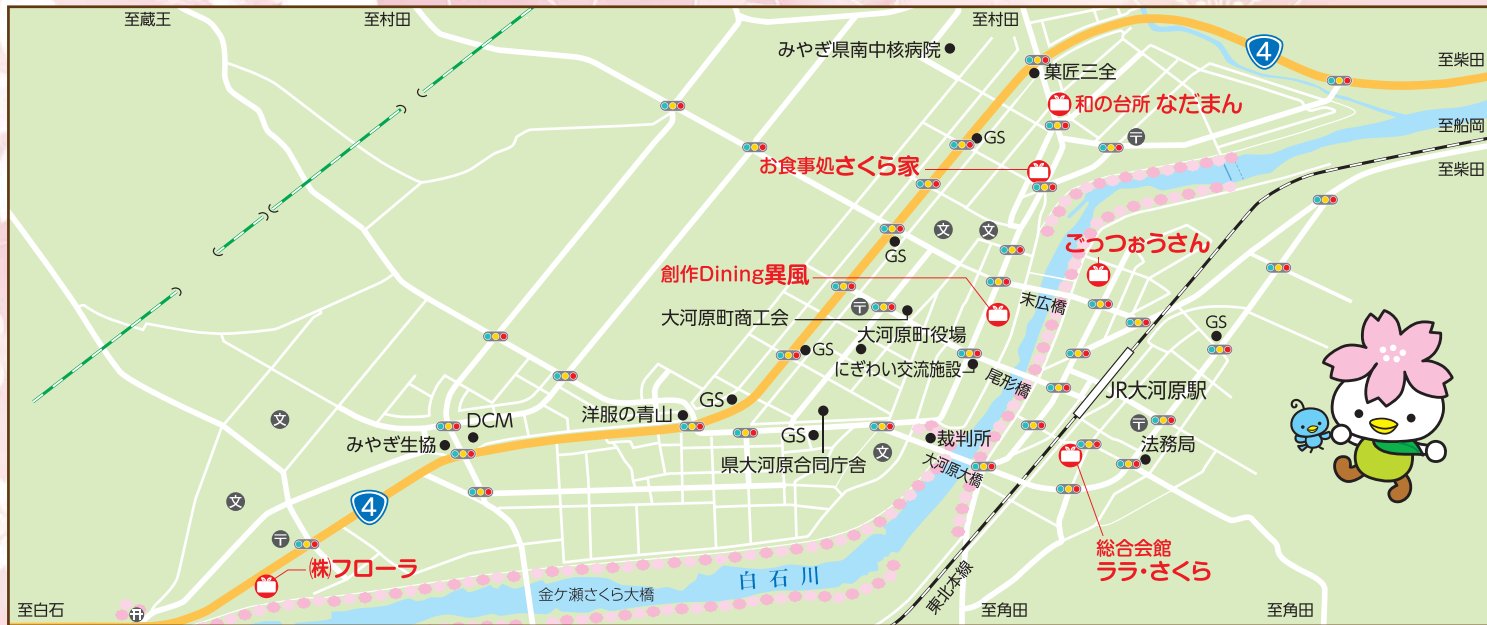 至蔵王
至村田
至村田
みやぎ県南中核病院
4
至柴田
菓匠三全
和の台所 なだまん
至船岡
〒
GS
お食事処さくら家
至柴田
文
文
ごっつぉうさん
GS
創作Dining異風
末広橋
〒
大河原町商工会
大河原町役場
GS
GS
にぎわい交流施設
尾形橋
JR大河原駅
GS
洋服の青山
文
DCM
〒
みやぎ生協
GS
裁判所
法務局
文
県大河原合同庁舎
大河原大橋
文
4
〒
総合会館
ララ・さくら
㈱フローラ
白石川
金ケ瀬さくら大橋
東北本線
至白石
至角田
至角田